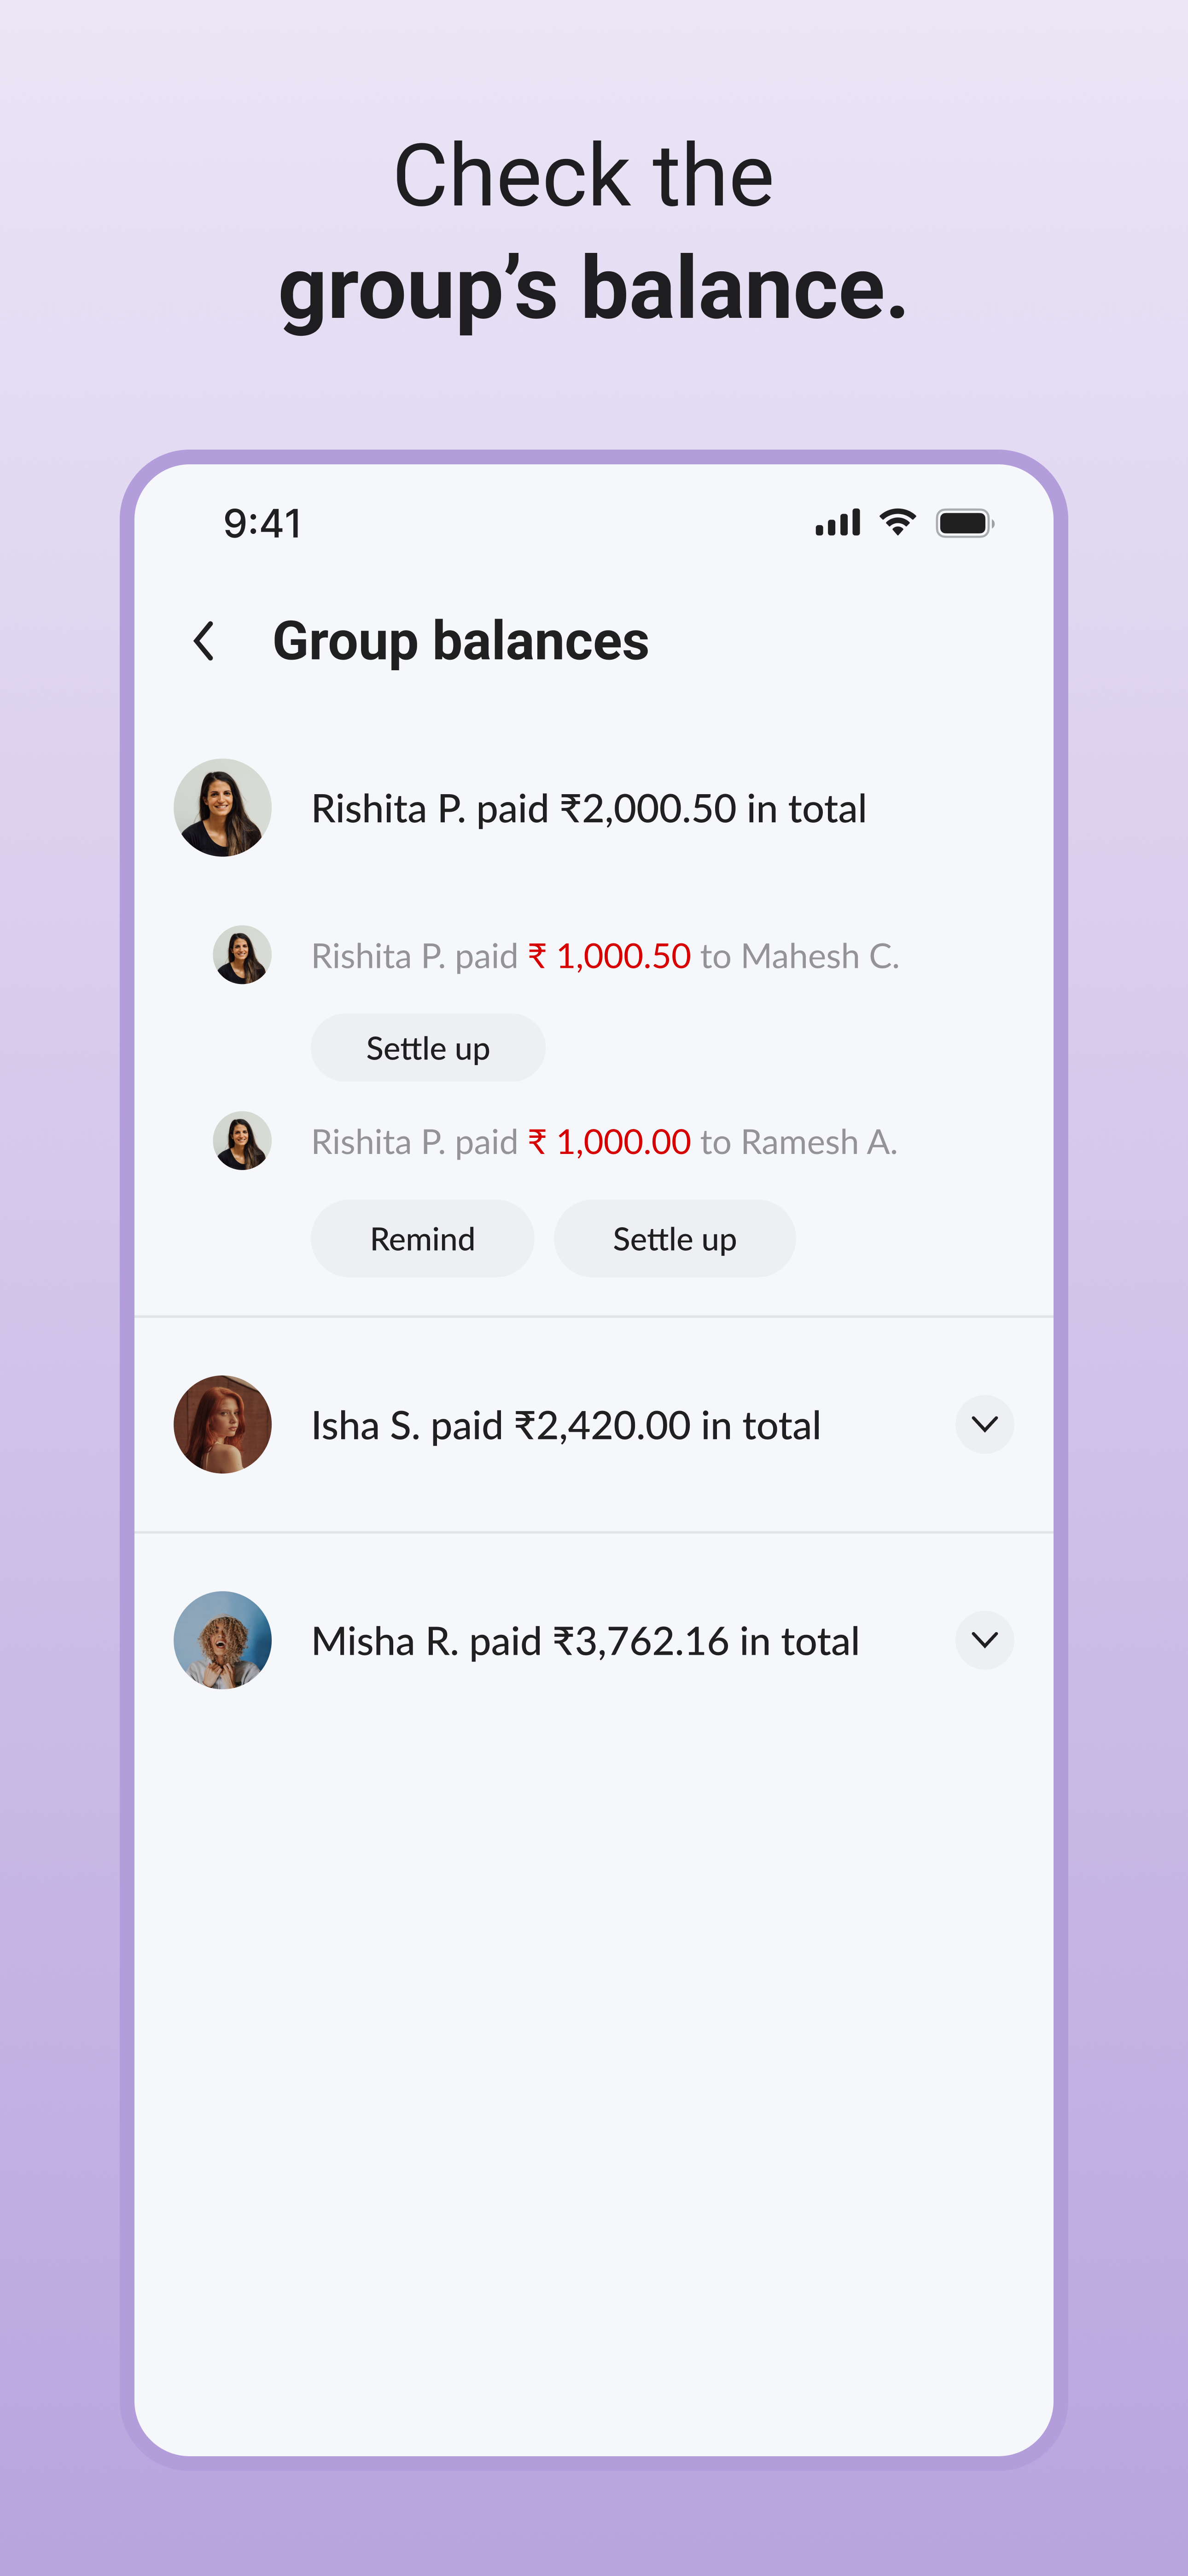 Check the
group’s balance.
9:41
Group balances
Rishita P. paid ₹2,000.50 in total
Rishita P. paid ₹ 1,000.50 to Mahesh C.
Settle up
Rishita P. paid ₹ 1,000.00 to Ramesh A.
Remind Settle up
Isha S. paid ₹2,420.00 in total
Misha R. paid ₹3,762.16 in total